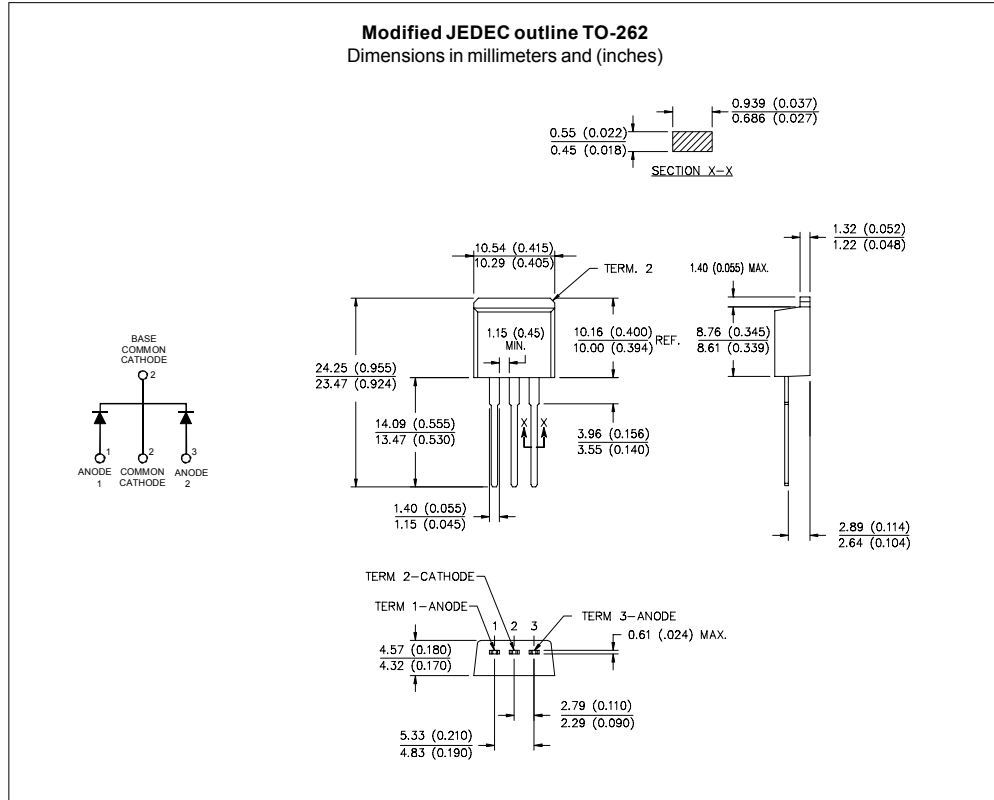 Modified JEDEC outline TO-262
Dimensions in millimeters and (inches)
0.939 (0.037)
0.686 (0.027)
0.55 (0.022)
0.45 (0.018)
SECTION X-X
1.32 (0.052)
1.22 (0.048)
10.54 (0.415)
10.29 (0.405)
TERM. 2
1.40 (0.055) MAX.
1.15 (0.45)
MIN.
10.16 (0.400)
10.00 (0.394) REF.
8.76 (0.345)
8.61 (0.339)
24.25 (0.955)
23.47 (0.924)
BASE
COMMON
CATHODE
2
14.09 (0.555)
13.47 (0.530)
X X
3.96 (0.156)
3.55 (0.140)
1 2 3
ANODE COMMON ANODE
1 CATHODE 2
1.40 (0.055)
1.15 (0.045)
2.89 (0.114)
2.64 (0.104)
TERM 2-CATHODE
TERM 1-ANODE
TERM 3-ANODE
1 2 3
0.61 (.024) MAX.
4.57 (0.180)
4.32 (0.170)
2.79 (0.110)
2.29 (0.090)
5.33 (0.210)
4.83 (0.190)